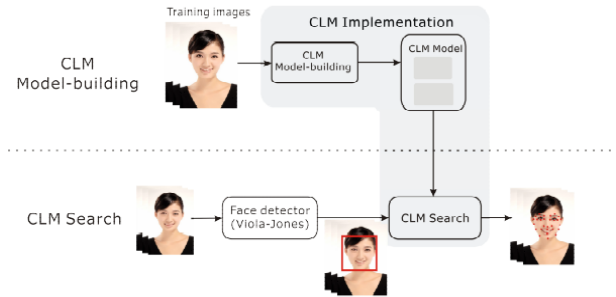 Training images
CLM Implementation
CLM
Model-building
CLM
Model-building
CLM Model
CLM Search
Face detector
(Viola-Jones)
CLM Search